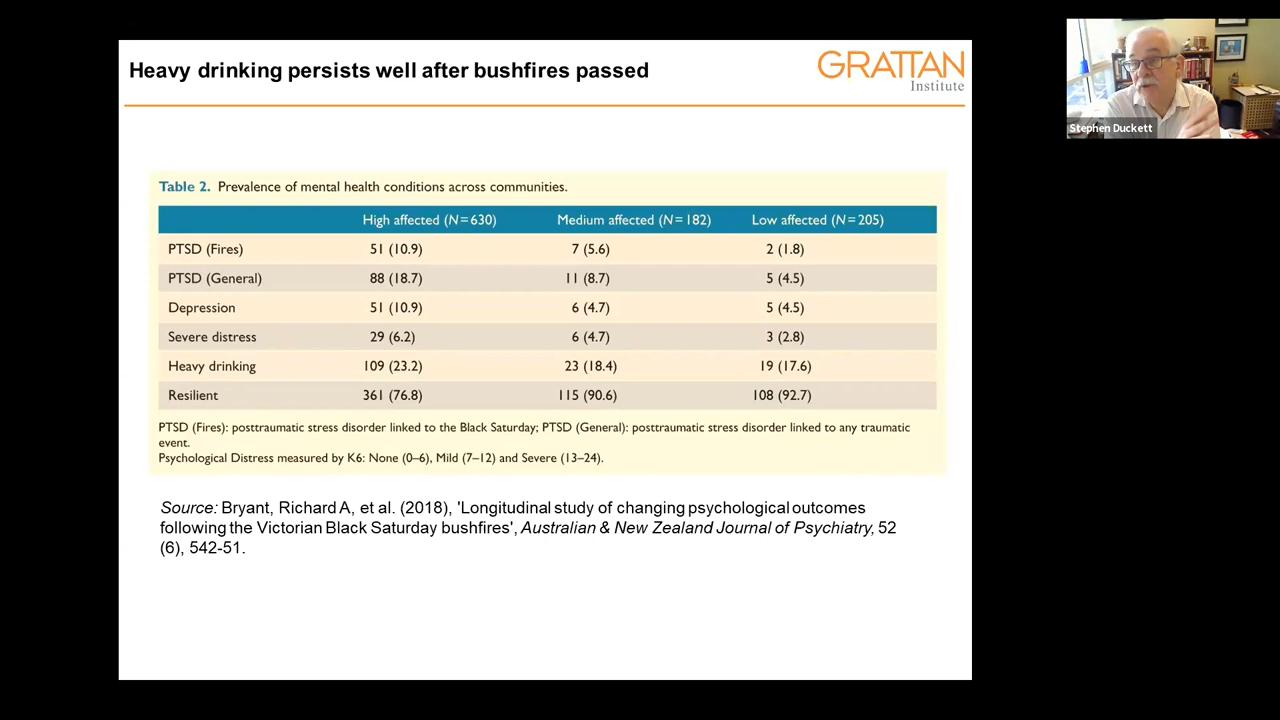 Heavy drinking persists well after bushfires passed
GRATTAN
Institute
Stephen Duckett
Table 2. Prevalence of mental health conditions across communities.
High affected (N=630) Medium affected (N=182) Low affected (N=205)
PTSD (Fires) 51 (10.9) 7 (5.6) 2 (1.8)
PTSD (General) 88 (18.7) 11 (8.7) 5 (4.5)
Depression 51 (10.9) 6 (4.7) 5 (4.5)
Severe distress 29 (6.2) 6 (4.7) 3 (2.8)
Heavy drinking 109 (23.2) 23 (18.4) 19 (17.6)
Resilient 361 (76.8) 115 (90.6) 108 (92.7)
PTSD (Fires): posttraumatic stress disorder linked to the Black Saturday; PTSD (General): posttraumatic stress disorder linked to any traumatic
event.
Psychological Distress measured by K6: None (0–6), Mild (7–12) and Severe (13–24).
Source: Bryant, Richard A, et al. (2018), 'Longitudinal study of changing psychological outcomes
following the Victorian Black Saturday bushfires', Australian & New Zealand Journal of Psychiatry, 52
(6), 542-51.